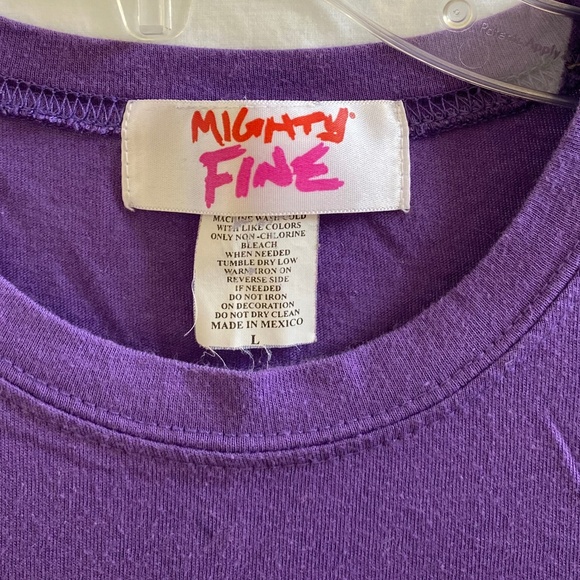 MIGHTY
FINE
MACHINE WASH COLD
WITH LIKE COLORS
ONLY NON-CHLORINE
BLEACH
WHEN NEEDED
TUMBLE DRY LOW
WARM IRON ON
REVERSE SIDE
IF NEEDED
DO NOT IRON
ON DECORATION
DO NOT DRY CLEAN
MADE IN MEXICO
L